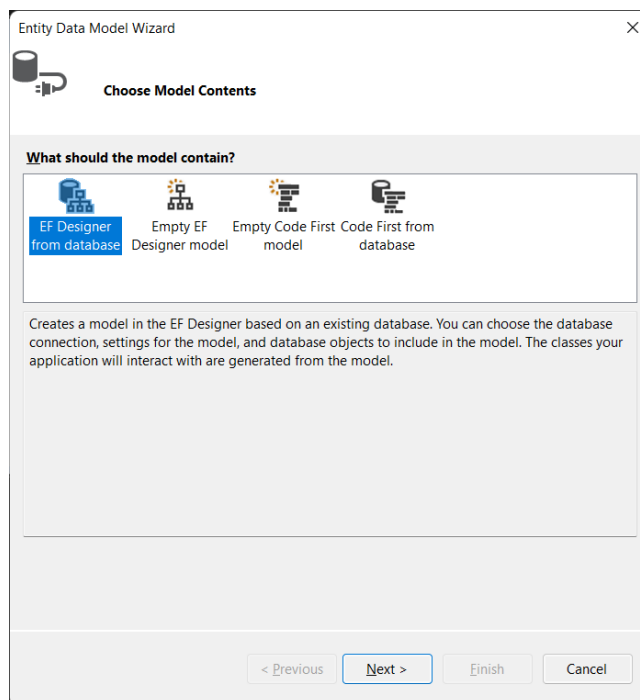 Entity Data Model Wizard
Choose Model Contents
What should the model contain?
EF Designer
from database
Empty EF
Designer model
Empty Code First
model
Code First from
database
Creates a model in the EF Designer based on an existing database. You can choose the database
connection, settings for the model, and database objects to include in the model. The classes your
application will interact with are generated from the model.
< Previous
Next >
Finish
Cancel